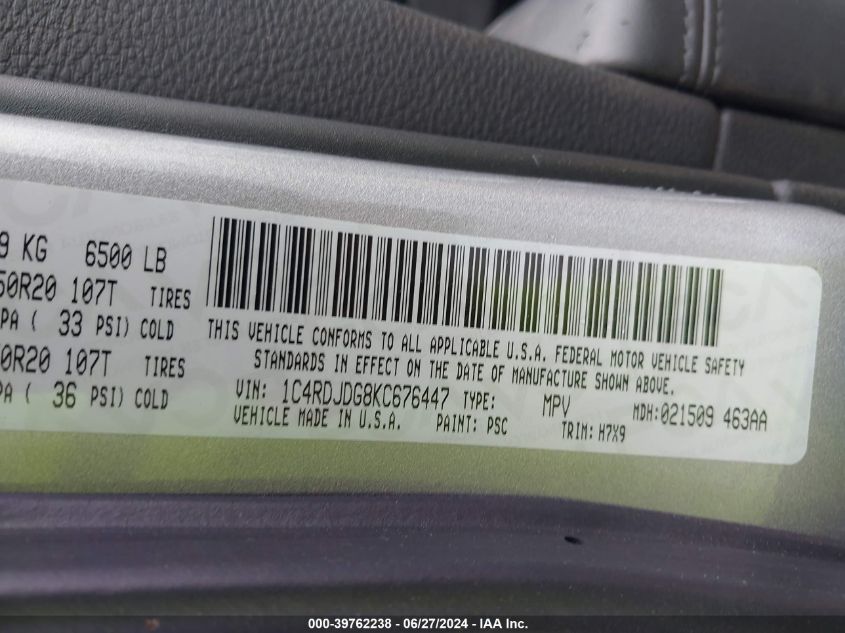 9 KG 6500 LB
50R20 107T TIRES
PA ( 33 PSI) COLD
0R20 107T TIRES
PA ( 36 PSI) COLD
THIS VEHICLE CONFORMS TO ALL APPLICABLE U.S.A. FEDERAL MOTOR VEHICLE SAFETY
STANDARDS IN EFFECT ON THE DATE OF MANUFACTURE SHOWN ABOVE.
VIN: 1C4RDJDG8KC676447 TYPE: MPV MDH:021509 463AA
VEHICLE MADE IN U.S.A. PAINT: PSC TRIM: H7X9
000-39762238 - 06/27/2024 - IAA Inc.